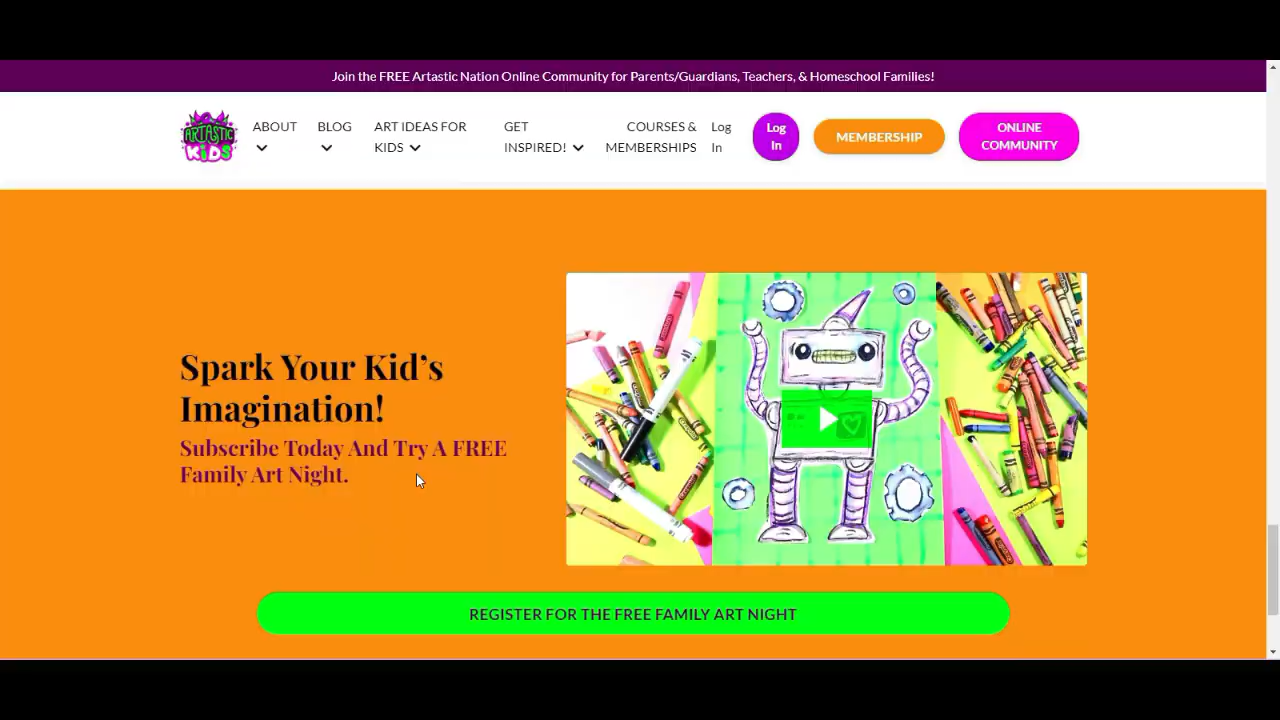 Join the FREE Artastic Nation Online Community for Parents/Guardians, Teachers, & Homeschool Families!
ARTASTIC
KIDS
ABOUT
BLOG
ART IDEAS FOR
KIDS
GET
INSPIRED!
COURSES &
MEMBERSHIPS
Log
In
Log
In
MEMBERSHIP
ONLINE
COMMUNITY
Spark Your Kid’s
Imagination!
Subscribe Today And Try A FREE
Family Art Night.
REGISTER FOR THE FREE FAMILY ART NIGHT